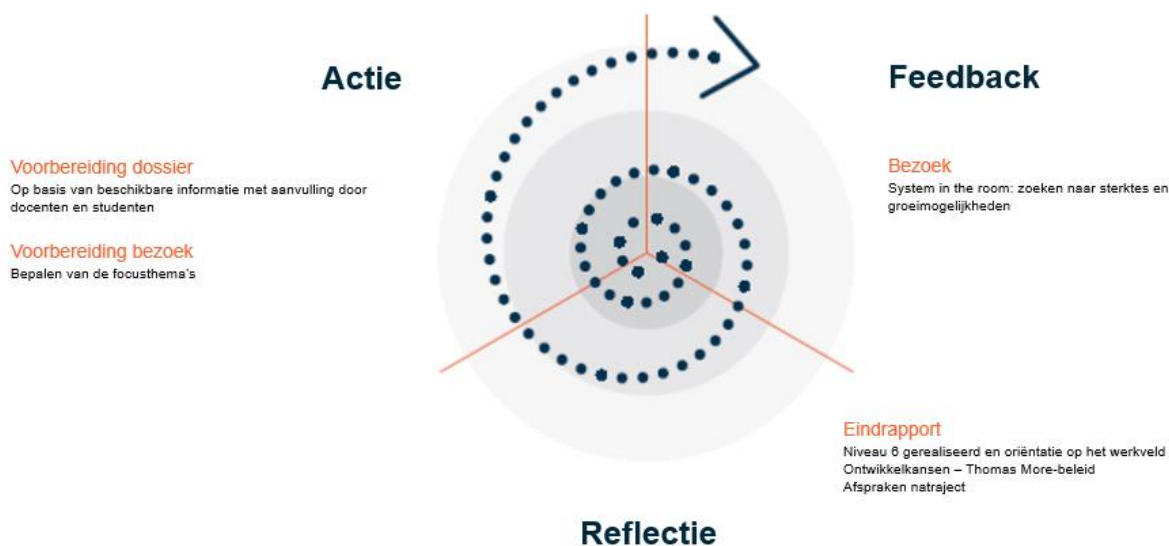 Actie
Feedback
Voorbereiding dossier
Op basis van beschikbare informatie met aanvulling door
docenten en studenten
Voorbereiding bezoek
Bepalen van de focusthema's
Bezoek
System in the room: zoeken naar sterktes en
groeimogelijkheden
Eindrapport
Niveau 6 gerealiseerd en oriëntatie op het werkveld
Ontwikkelkansen – Thomas More-beleid
Afspraken natraject
Reflectie